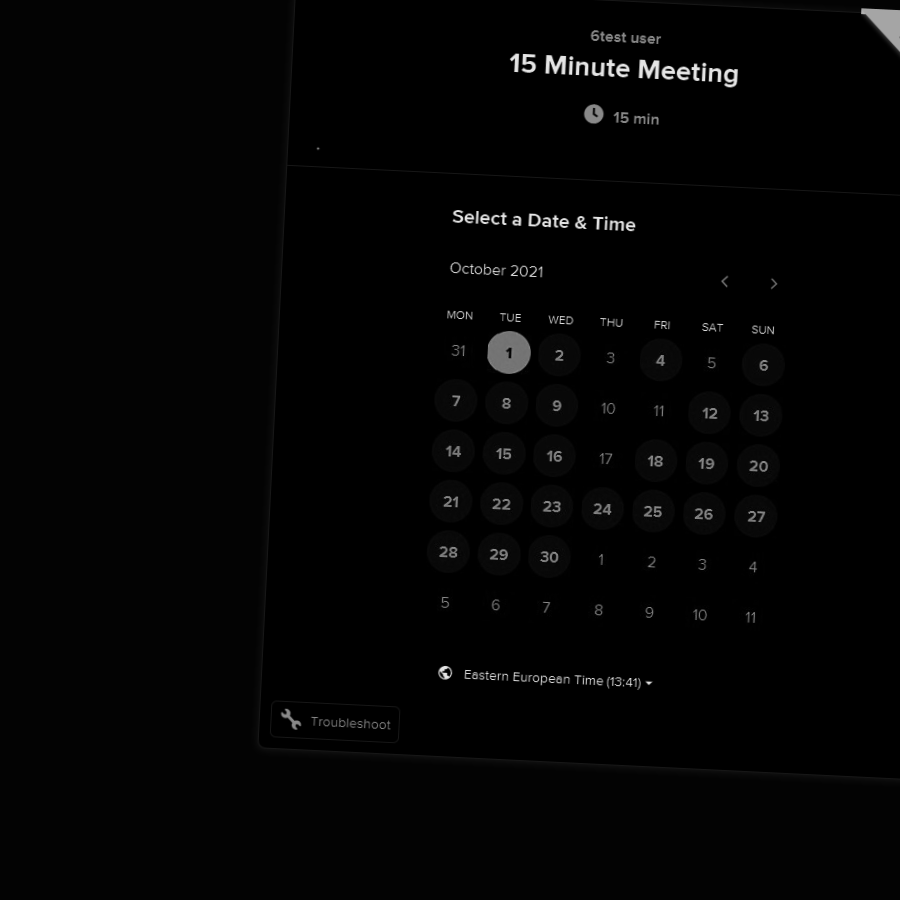 6test user
15 Minute Meeting
15 min
Select a Date & Time
October 2021
MON TUE WED THU FRI SAT SUN
31 1 2 3 4 5 6
7 8 9 10 11 12 13
14 15 16 17 18 19 20
21 22 23 24 25 26 27
28 29 30 1 2 3 4
5 6 7 8 9 10 11
Eastern European Time (13:41)
Troubleshoot